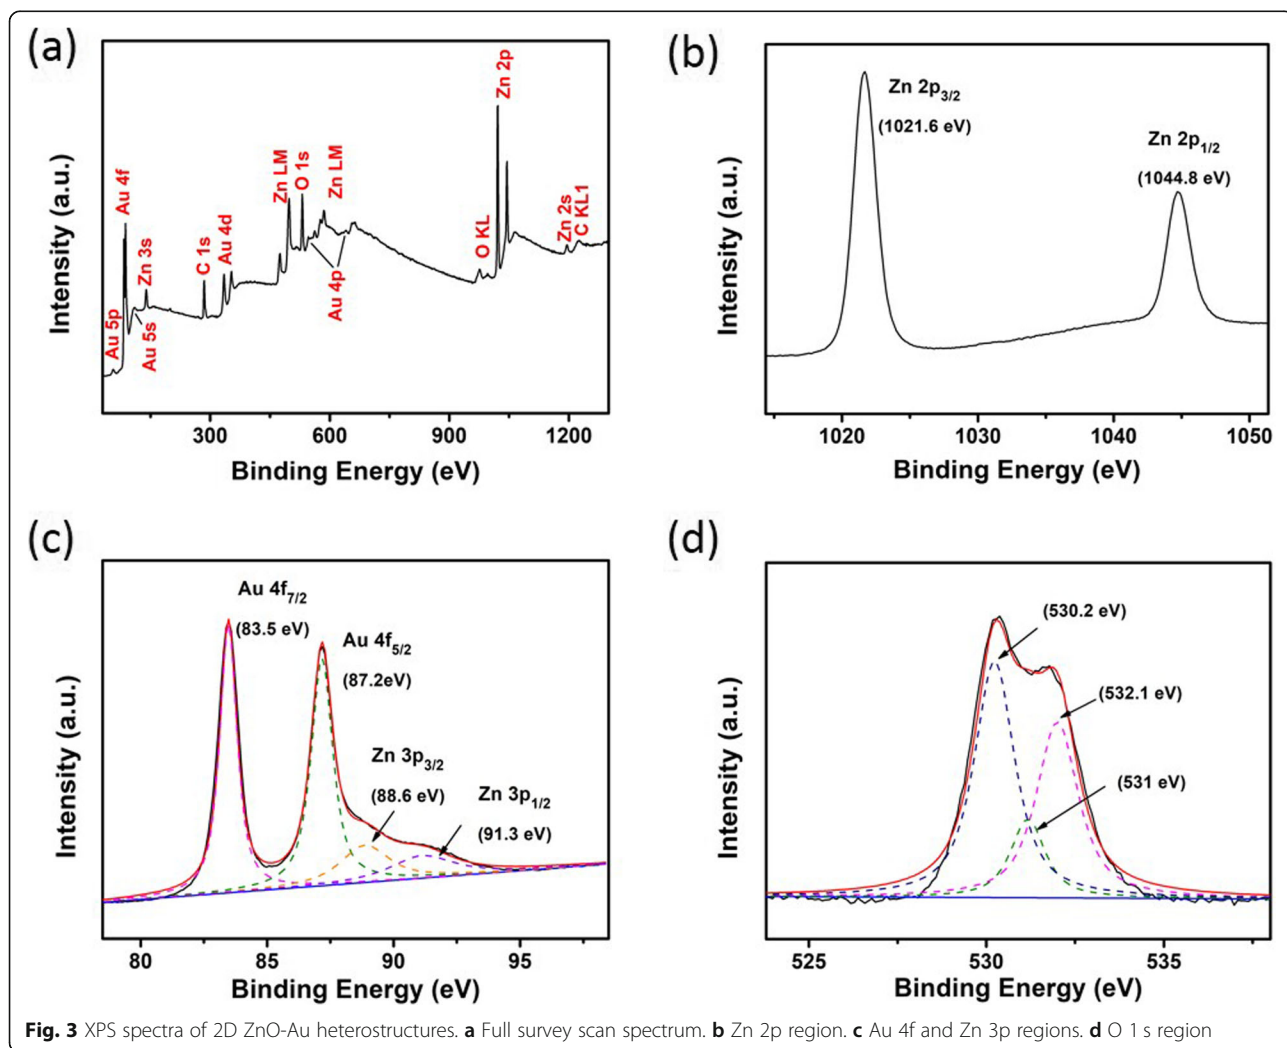 (a)
Intensity (a.u.)
Au 5p
Au 4f
Au 5s
Zn 3s
C 1s
Au 4d
Zn LM
O 1s
Zn LM
Au 4p
O KL
Zn 2p
Zn 2s
C KL1
300 600 900 1200
Binding Energy (eV)
(b)
Intensity (a.u.)
Zn 2p3/2
(1021.6 eV)
Zn 2p1/2
(1044.8 eV)
1020 1030 1040 1050
Binding Energy (eV)
(c)
Intensity (a.u.)
Au 4f7/2
(83.5 eV)
Au 4f5/2
(87.2eV)
Zn 3p3/2
(88.6 eV)
Zn 3p1/2
(91.3 eV)
80 85 90 95
Binding Energy (eV)
(d)
Intensity (a.u.)
(530.2 eV)
(532.1 eV)
(531 eV)
525 530 535
Binding Energy (eV)
Fig. 3 XPS spectra of 2D ZnO-Au heterostructures. a Full survey scan spectrum. b Zn 2p region. c Au 4f and Zn 3p regions. d O 1 s region